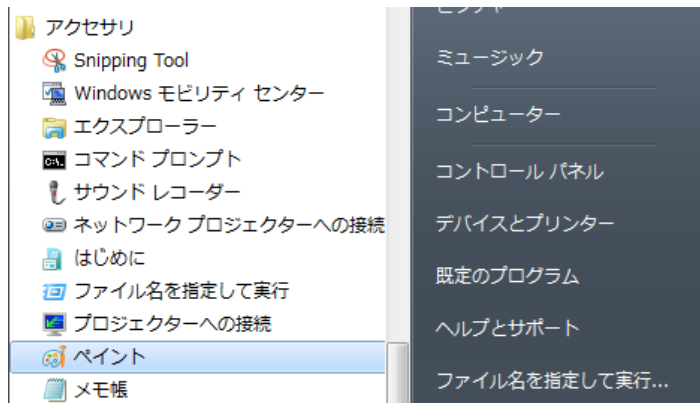 アクセサリ
Snipping Tool
Windows モビリティ センター
エクスプローラー
コマンド プロンプト
サウンド レコーダー
ネットワーク プロジェクターへの接続
はじめに
ファイル名を指定して実行
プロジェクターへの接続
ペイント
メモ帳
ピクチャ
ミュージック
コンピューター
コントロール パネル
デバイスとプリンター
既定のプログラム
ヘルプとサポート
ファイル名を指定して実行...